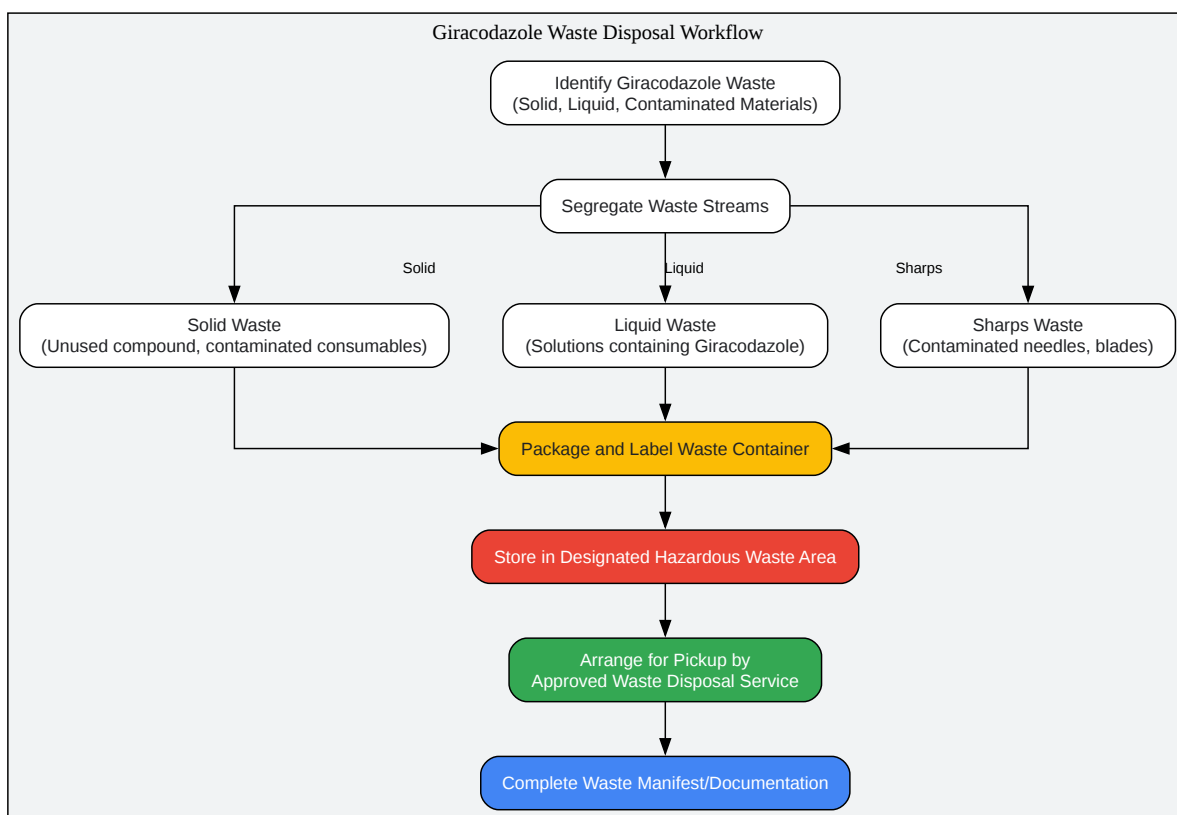 Giracodazole Waste Disposal Workflow
Identify Giracodazole Waste
(Solid, Liquid, Contaminated Materials)
Segregate Waste Streams
Solid
Liquid
Sharps
Solid Waste
(Unused compound, contaminated consumables)
Liquid Waste
(Solutions containing Giracodazole)
Sharps Waste
(Contaminated needles, blades)
Package and Label Waste Container
Store in Designated Hazardous Waste Area
Arrange for Pickup by
Approved Waste Disposal Service
Complete Waste Manifest/Documentation